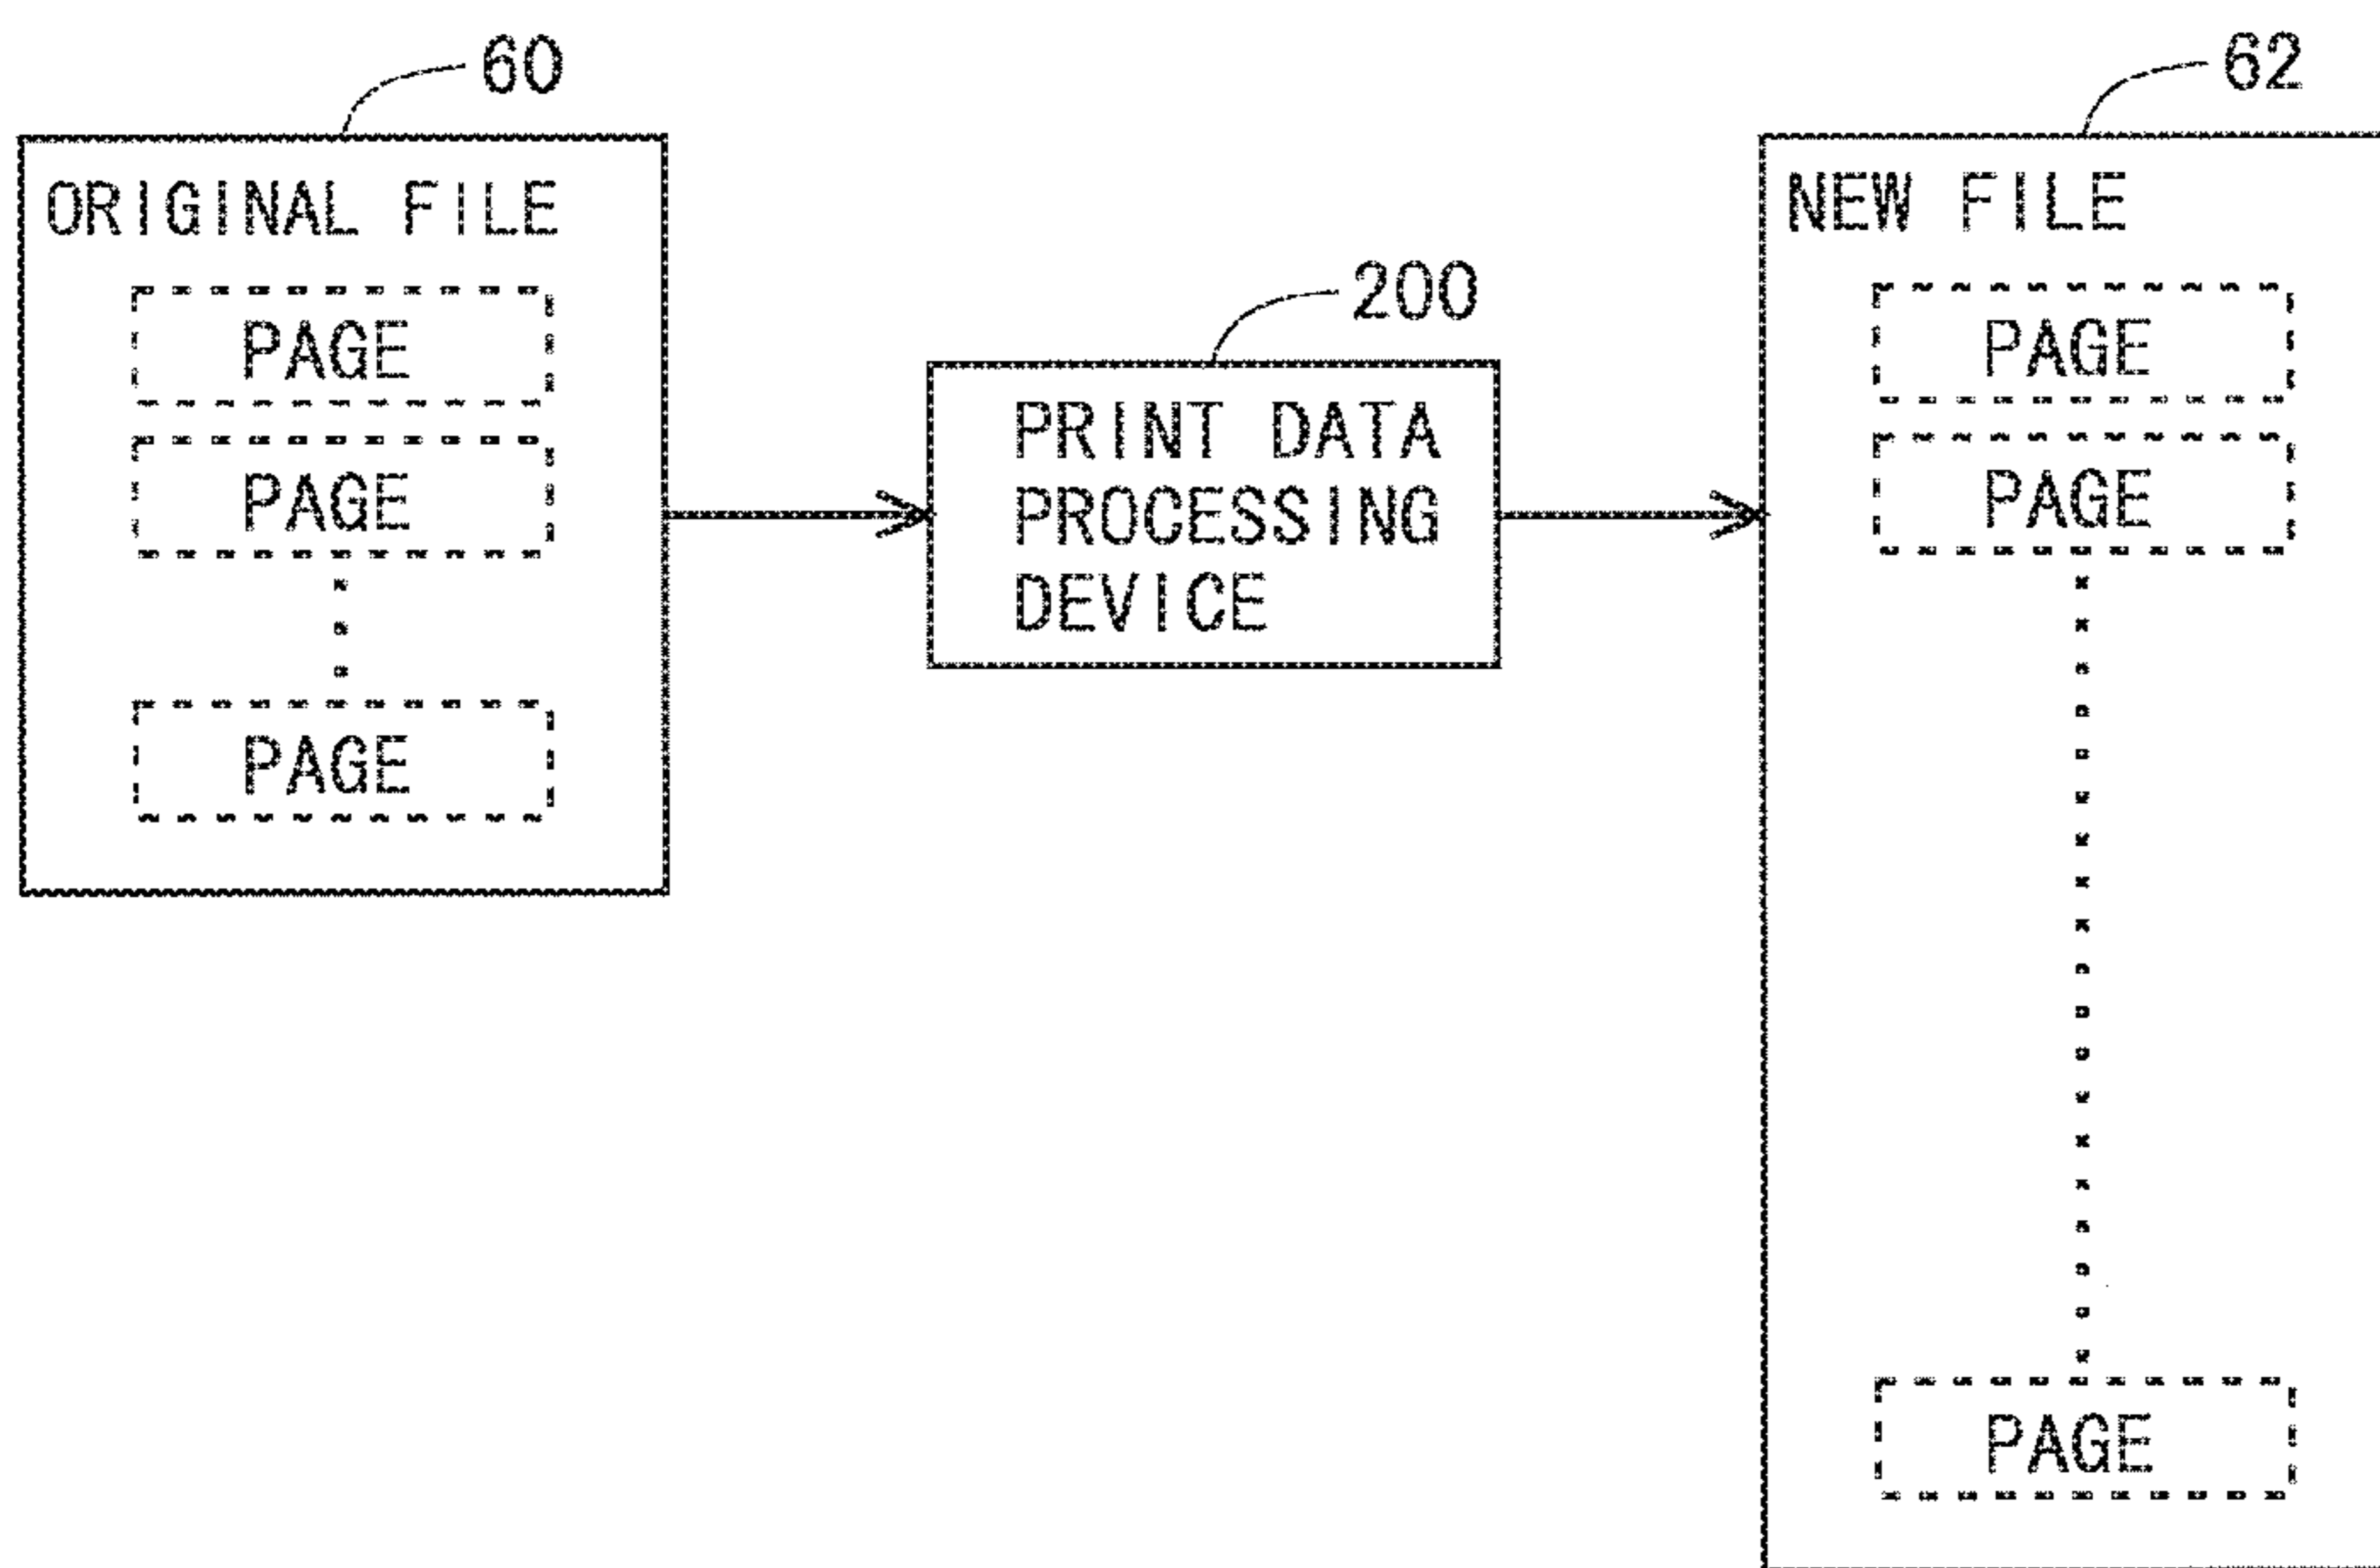 60
ORIGINAL FILE
PAGE
PAGE
PAGE
200
PRINT DATA
PROCESSING
DEVICE
62
NEW FILE
PAGE
PAGE
PAGE